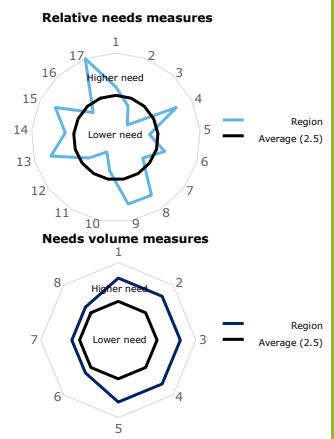 Relative needs measures
1
17
2
16
3
Higher need
15
4
Region
14
Lower need
5
Average (2.5)
13
6
12
7
11
8
10
9
Needs volume measures
1
8
Higher need
2
Region
7
Lower need
3
Average (2.5)
6
4
5